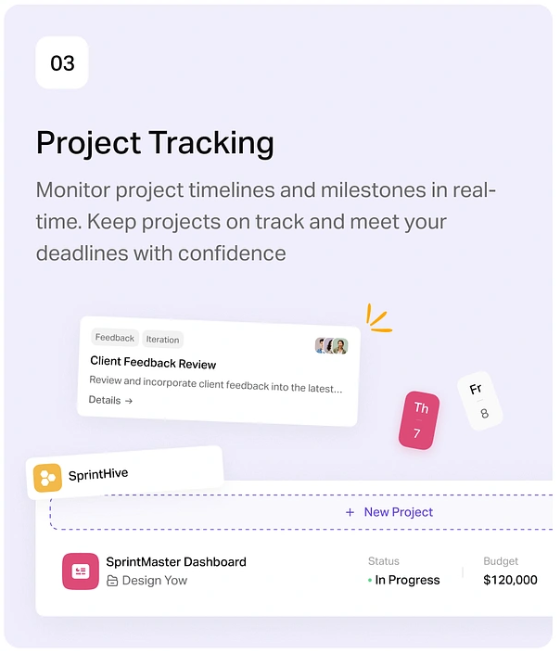 03
Project Tracking
Monitor project timelines and milestones in real-
time. Keep projects on track and meet your
deadlines with confidence
Feedback Iteration
Client Feedback Review
Review and incorporate client feedback into the latest...
Details →
Th
7
Fr
8
SprintHive
+ New Project
SprintMaster Dashboard
Design Yow
Status
In Progress
Budget
$120,000